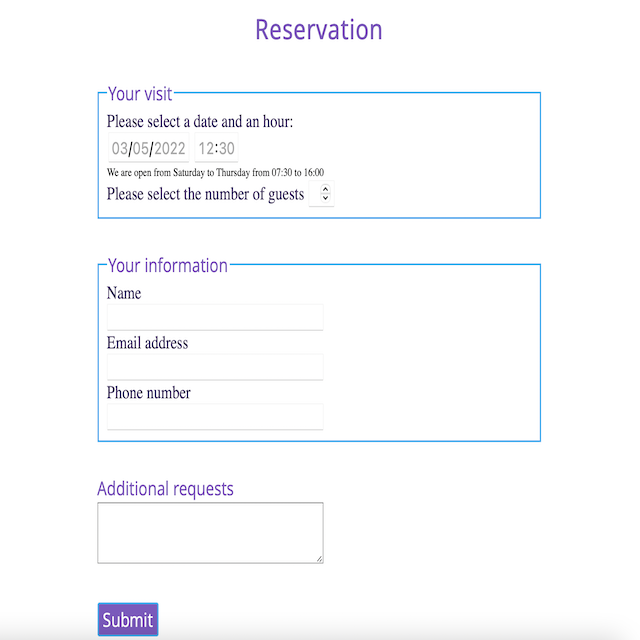 Reservation
Your visit
Please select a date and an hour:
03/05/2022 12:30
We are open from Saturday to Thursday from 07:30 to 16:00
Please select the number of guests
Your information
Name
Email address
Phone number
Additional requests
Submit